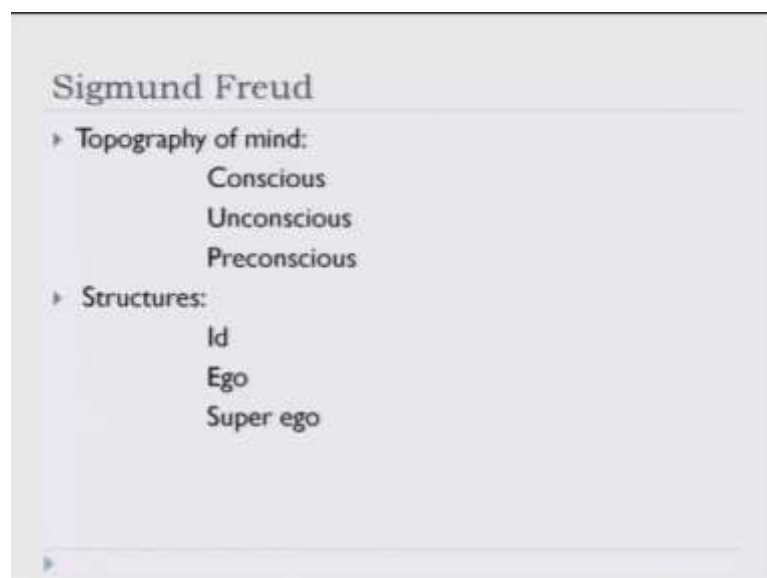 Sigmund Freud
Topography of mind:
Conscious
Unconscious
Preconscious
Structures:
Id
Ego
Super ego